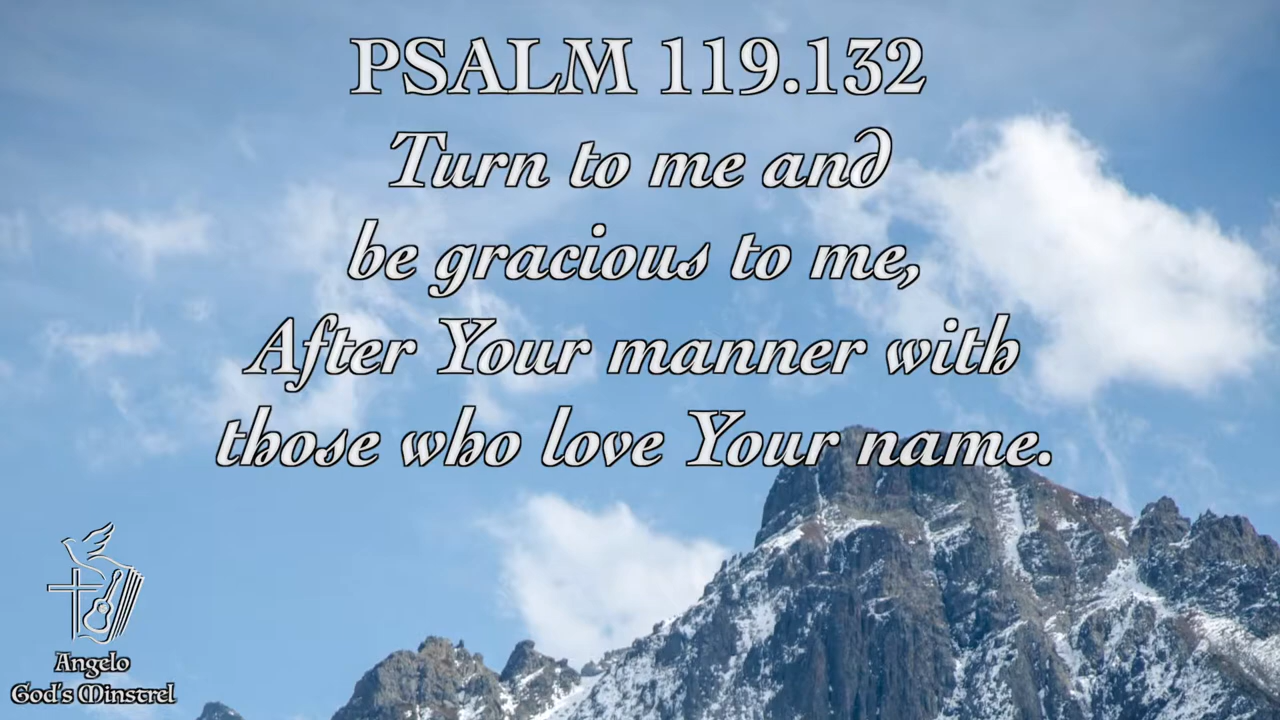 PSALM 119.132
Turn to me and
be gracious to me,
After Your manner with
those who love Your name.
Angelo
God's Minstrel